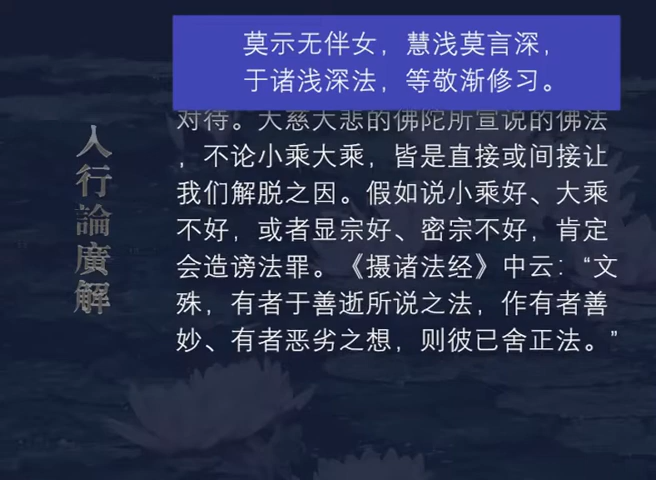 莫示无伴女，慧浅莫言深，
于诸浅深法，等敬渐修习。
对待。大慈大悲的佛陀所宣说的佛法
，不论小乘大乘，皆是直接或间接让
我们解脱之因。假如说小乘好、大乘
不好，或者显宗好、密宗不好，肯定
会造谤法罪。《摄诸法经》中云：“文
殊，有者于善逝所说之法，作有者善
妙、有者恶劣之想，则彼已舍正法。”
入行論廣解